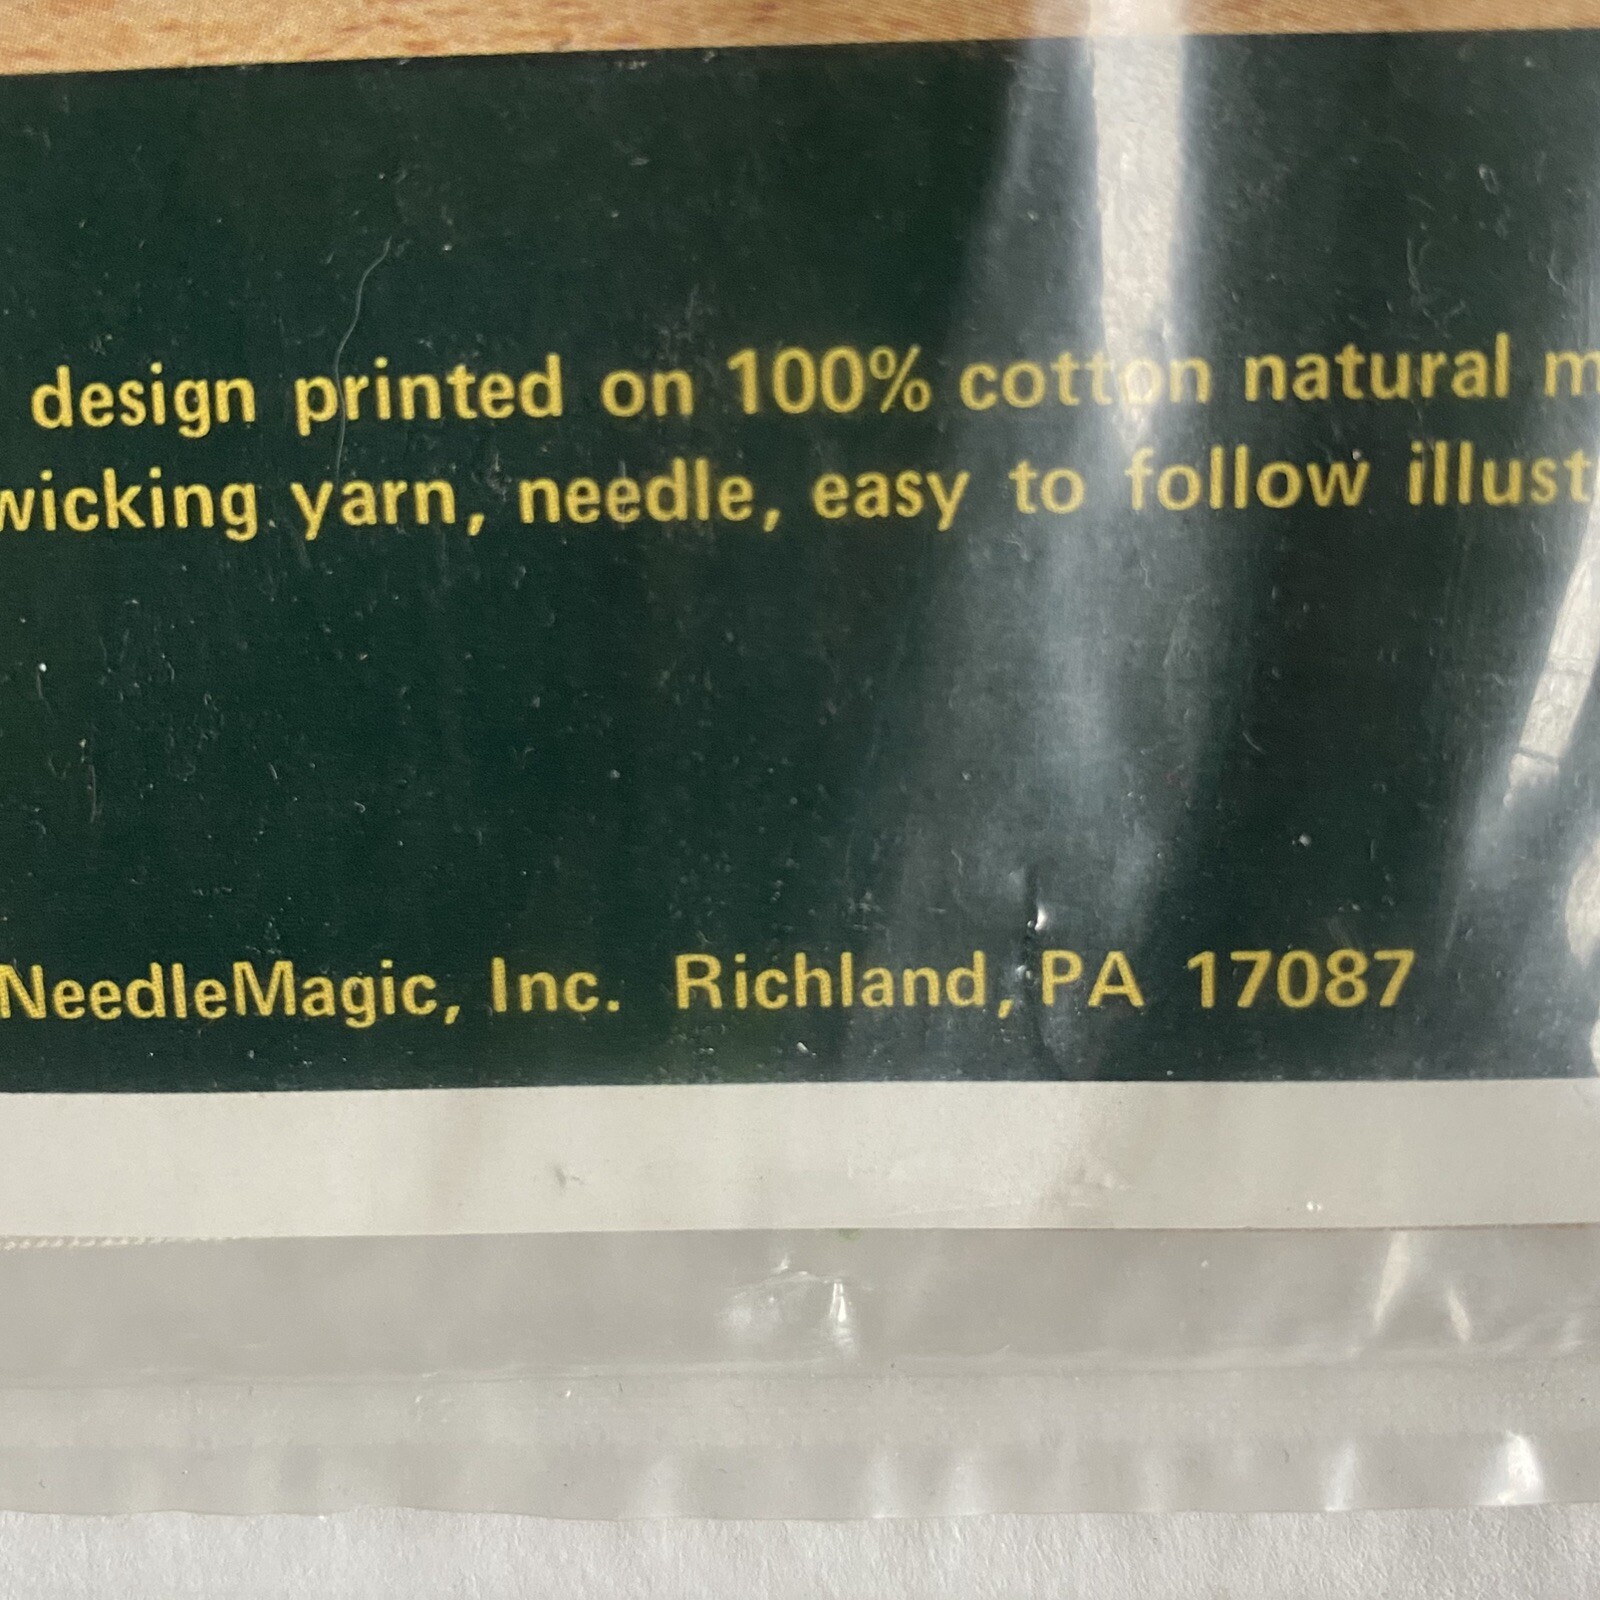 design printed on 100% cotton natural m
wicking yarn, needle, easy to follow illust
NeedleMagic, Inc. Richland, PA 17087